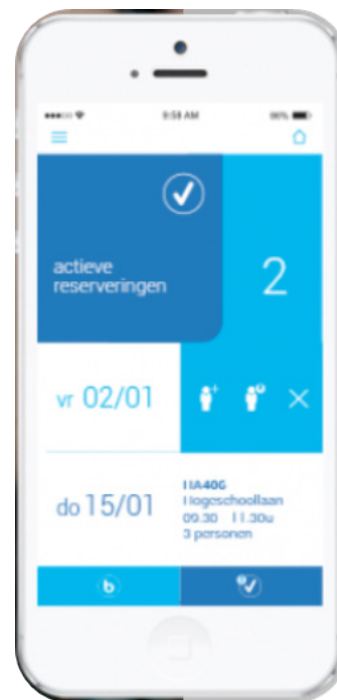 9:58 AM
actieve
reserveringen
2
vr 02/01
do 15/01
HA40G
Hogeschoollaan
09.30 11.30u
3 personen
b